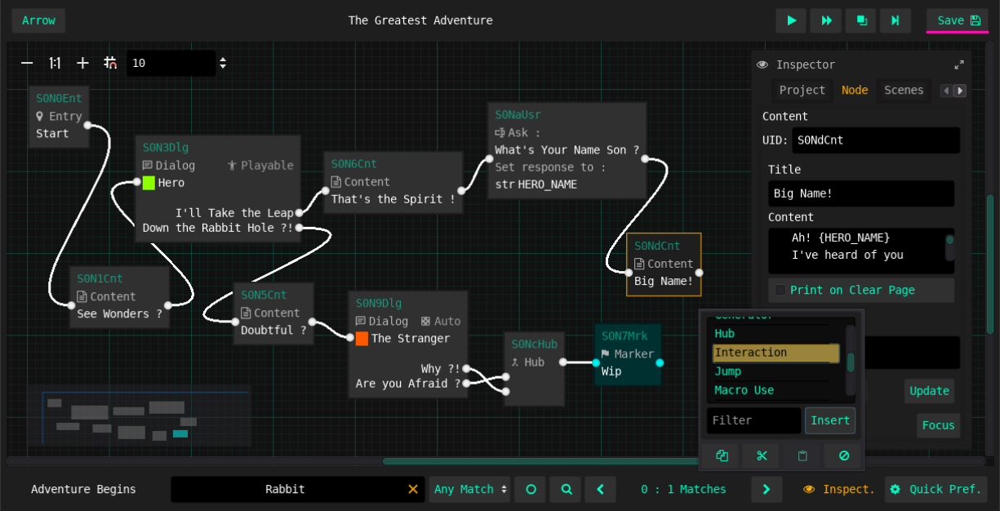 Arrow
The Greatest Adventure
Save
1:1
10
S0N0Ent
Entry
Start
S0N3Dlg
Dialog Playable
Hero
I'll Take the Leap
Down the Rabbit Hole ?!
S0N6Cnt
Content
That's the Spirit !
S0NaUsr
Ask :
What's Your Name Son ?
Set response to :
str HERO_NAME
S0NdCnt
Content
Big Name!
S0N1Cnt
Content
See Wonders ?
S0N5Cnt
Content
Doubtful ?
S0N9Dlg
Dialog Auto
The Stranger
Why ?!
Are you Afraid ?
S0NcHub
Hub
S0N7Mrk
Marker
Wip
Inspector
Project Node Scenes
Content
UID: S0NdCnt
Title
Big Name!
Content
Ah! {HERO_NAME}
I've heard of you
Print on Clear Page
Update
Focus
Generator
Hub
Interaction
Jump
Macro Use
Filter Insert
Adventure Begins
Rabbit
Any Match
0 : 1 Matches
Inspect.
Quick Pref.